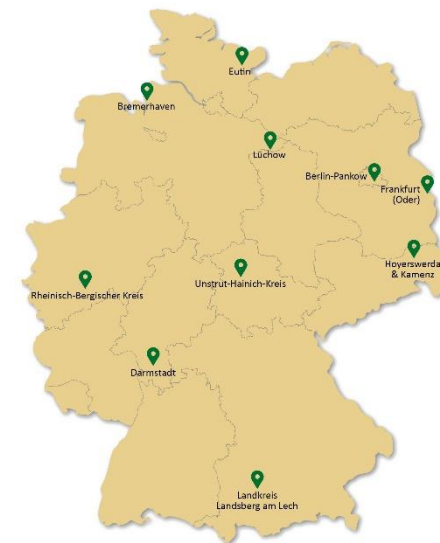 Eutin
Bremerhaven
Lüchow
Berlin-Pankow
Frankfurt
(Oder)
Hoyerswerda
& Kamenz
Unstrut-Hainich-Kreis
Rheinisch-Bergischer Kreis
Darmstadt
Landkreis
Landsberg am Lech